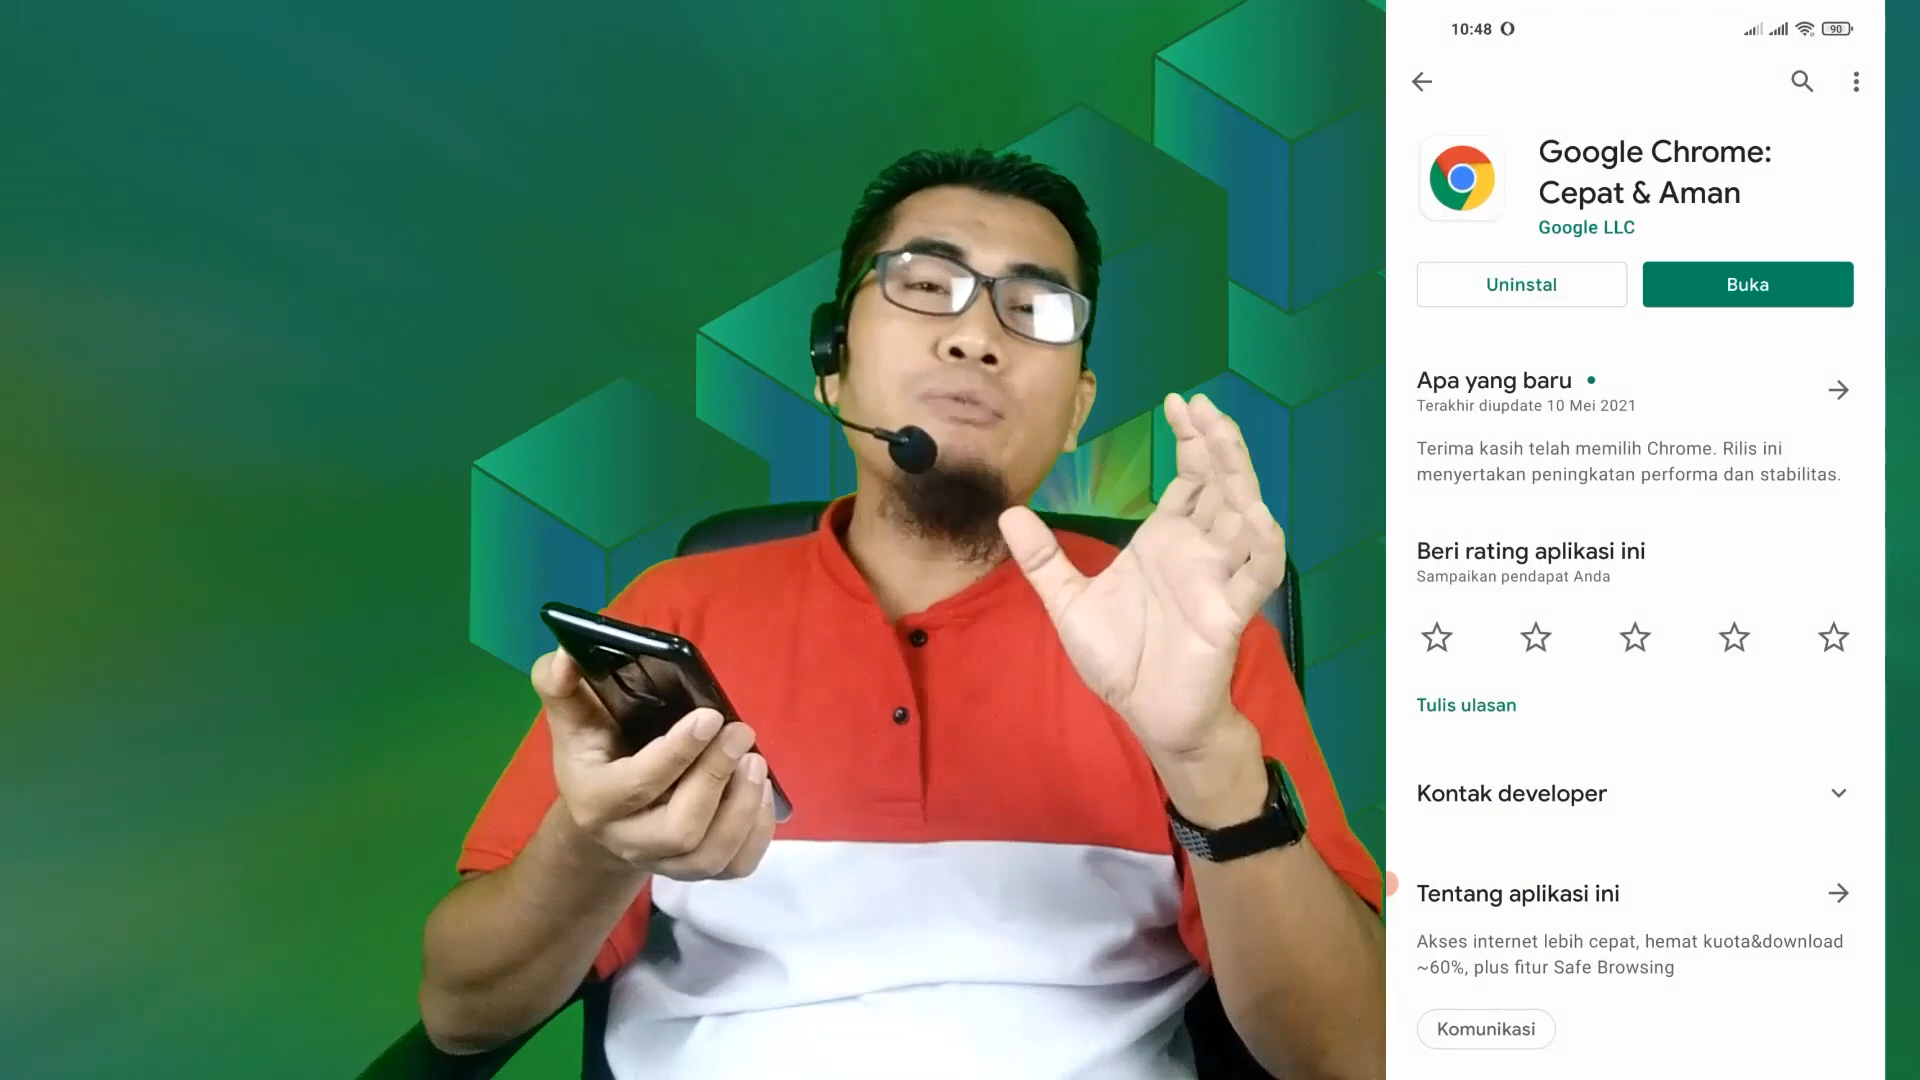 10:48
90
Google Chrome:
Cepat & Aman
Google LLC
Uninstal
Buka
Apa yang baru
Terakhir diupdate 10 Mei 2021
Terima kasih telah memilih Chrome. Rilis ini
menyertakan peningkatan performa dan stabilitas.
Beri rating aplikasi ini
Sampaikan pendapat Anda
Tulis ulasan
Kontak developer
Tentang aplikasi ini
Akses internet lebih cepat, hemat kuota&download
~60%, plus fitur Safe Browsing
Komunikasi